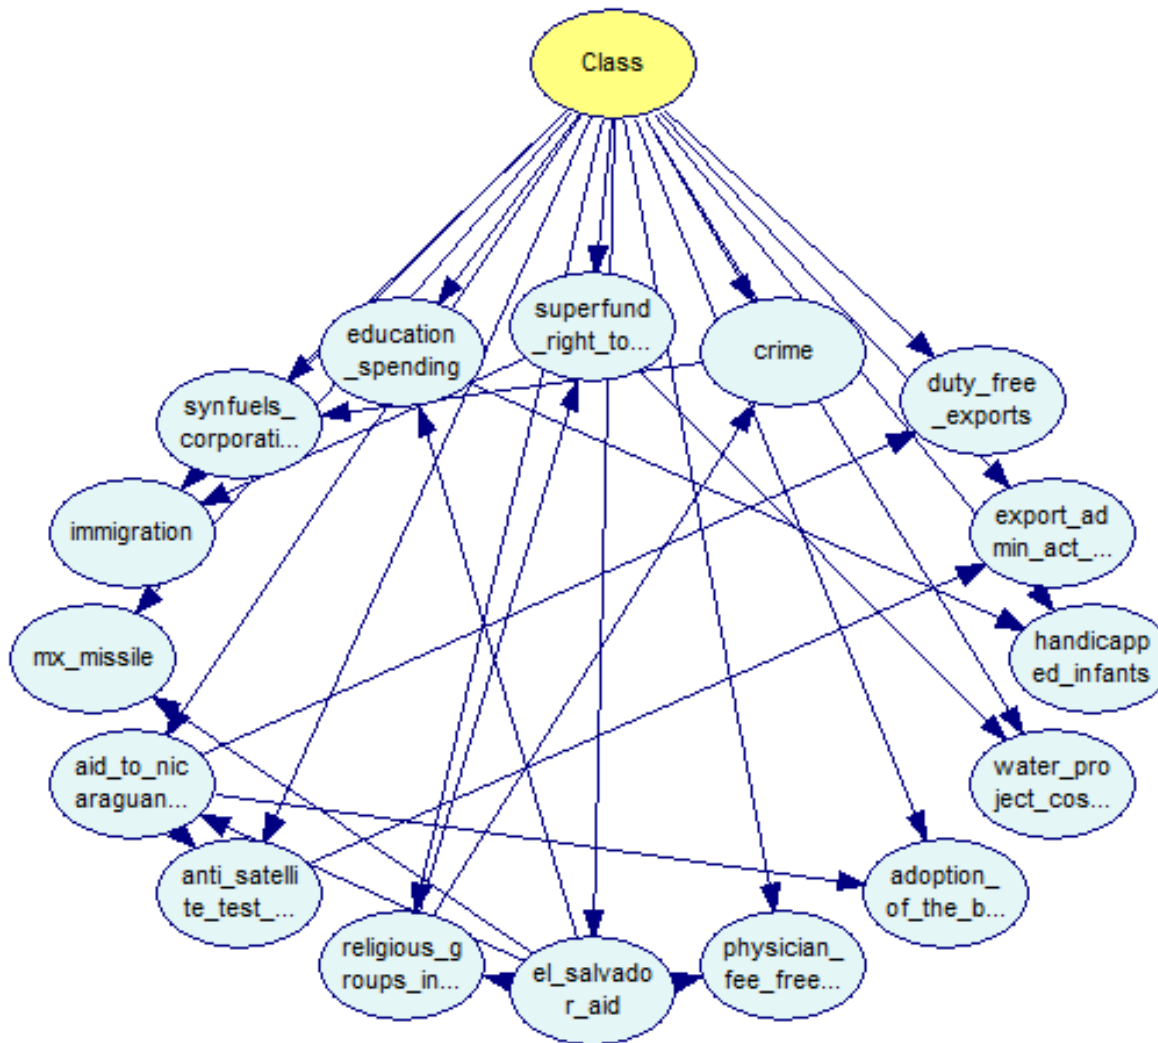 Class
education
_spending
superfund
_right_to...
crime
duty_free
_exports
synfuels_
corporati...
immigration
export_ad
min_act_...
mx_missile
handicapp
ed_infants
aid_to_nic
araguan...
water_pro
ject_cos...
anti_satelli
te_test_...
adoption_
of_the_b...
religious_g
roups_in...
el_salvado
r_aid
physician_
fee_free...